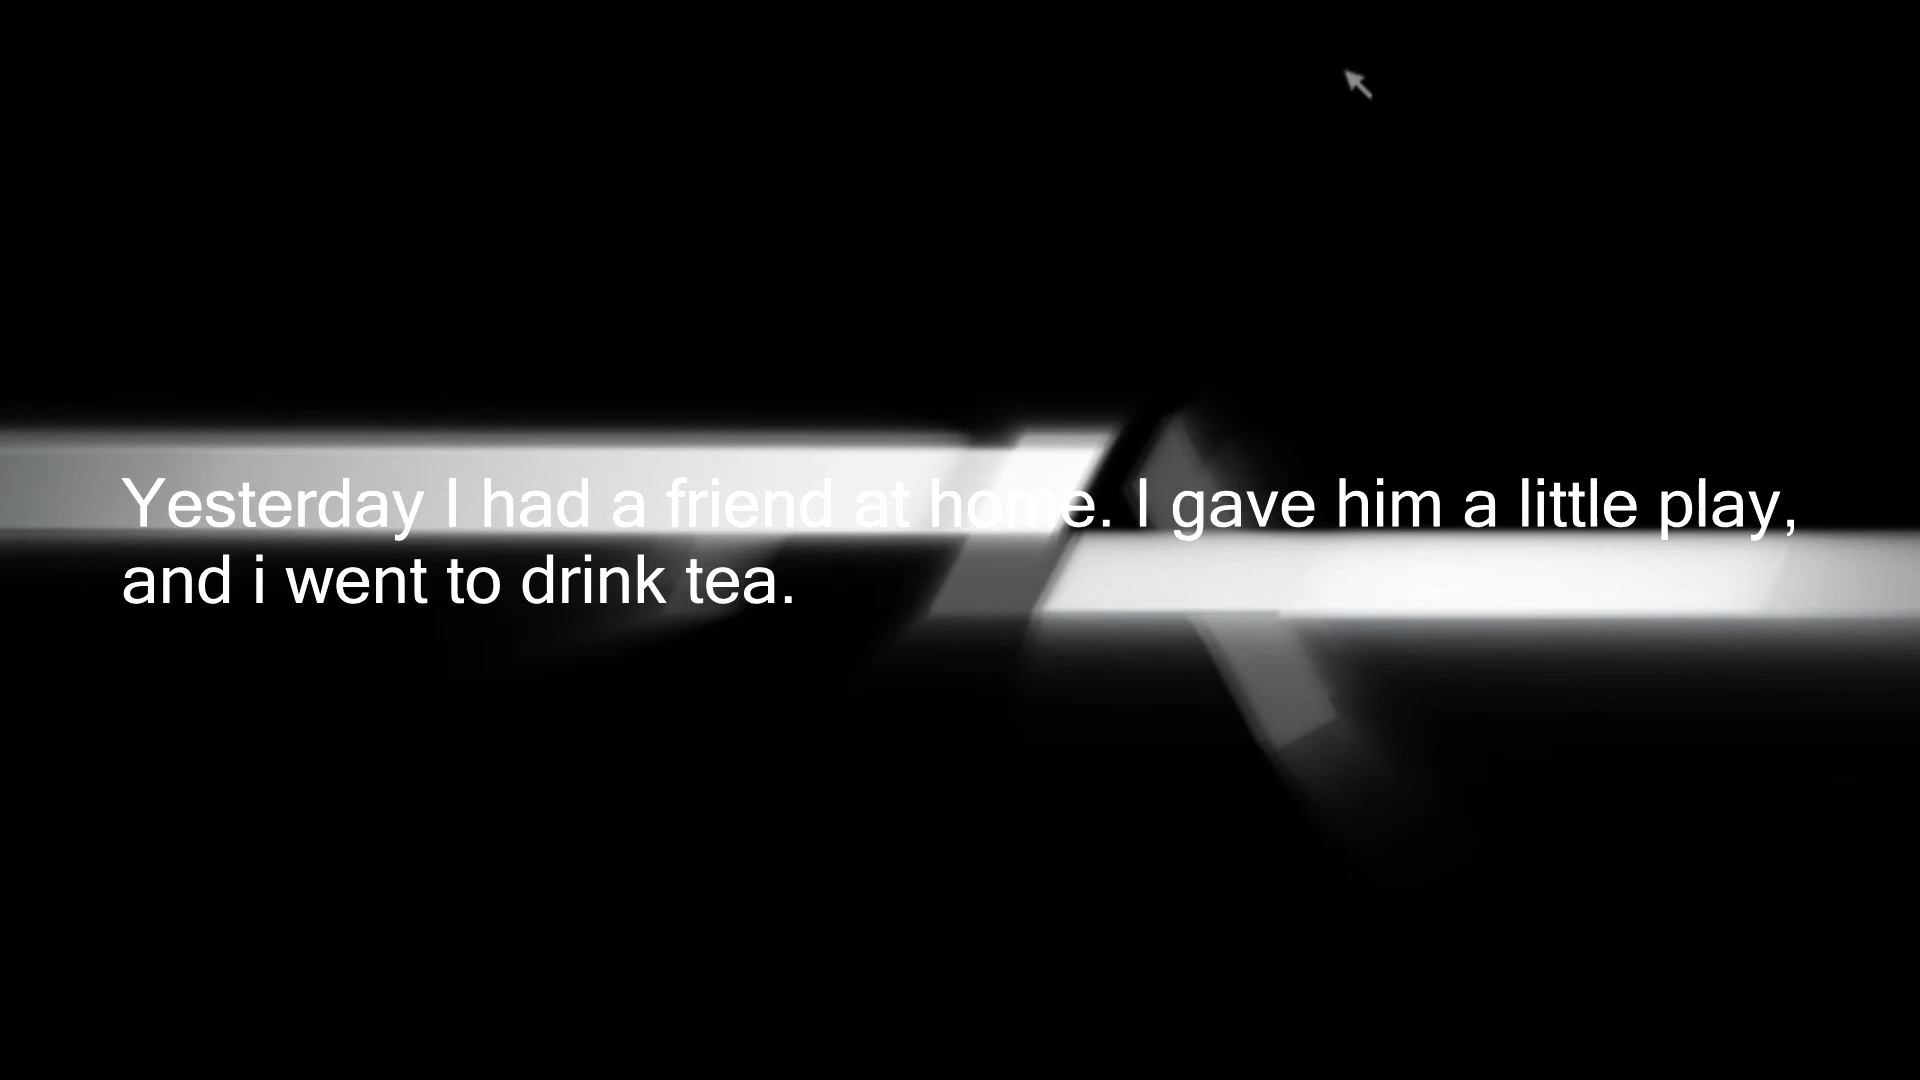 Yesterday I had a friend at home. I gave him a little play,
and i went to drink tea.